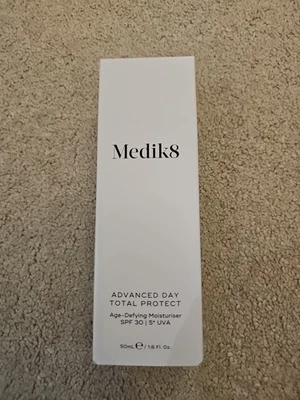 Medik8
ADVANCED DAY
TOTAL PROTECT
Age-Defying Moisturiser
SPF 30 | 5* UVA
50ML ℮ / 1.6 Fl. Oz.